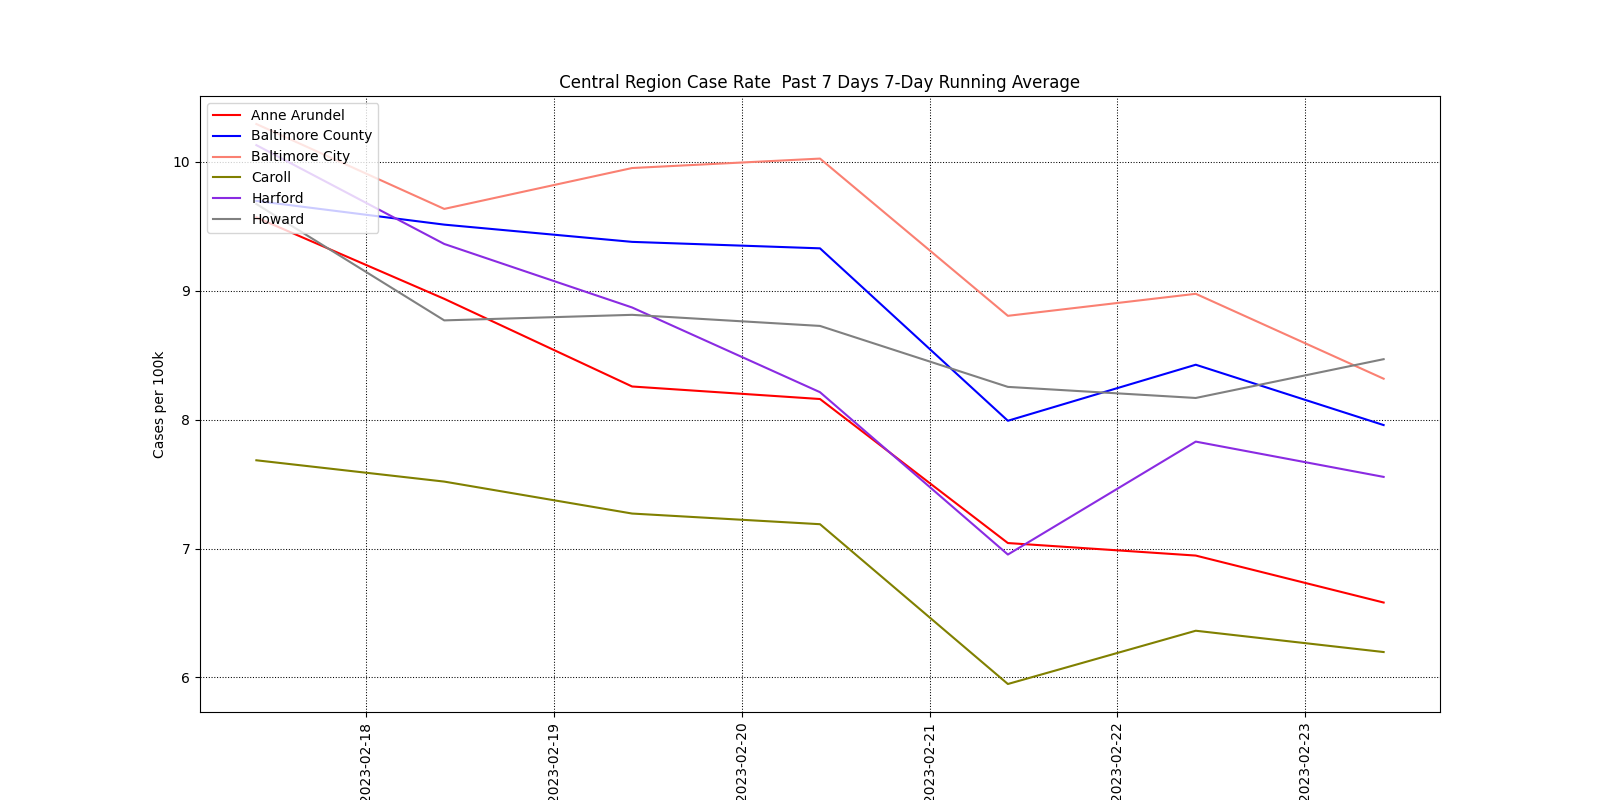 Central Region Case Rate  Past 7 Days 7-Day Running Average
Anne Arundel
Baltimore County
Baltimore City
Caroll
Harford
Howard
10
9
8
7
6
Cases per 100k
2023-02-18
2023-02-19
2023-02-20
2023-02-21
2023-02-22
2023-02-23